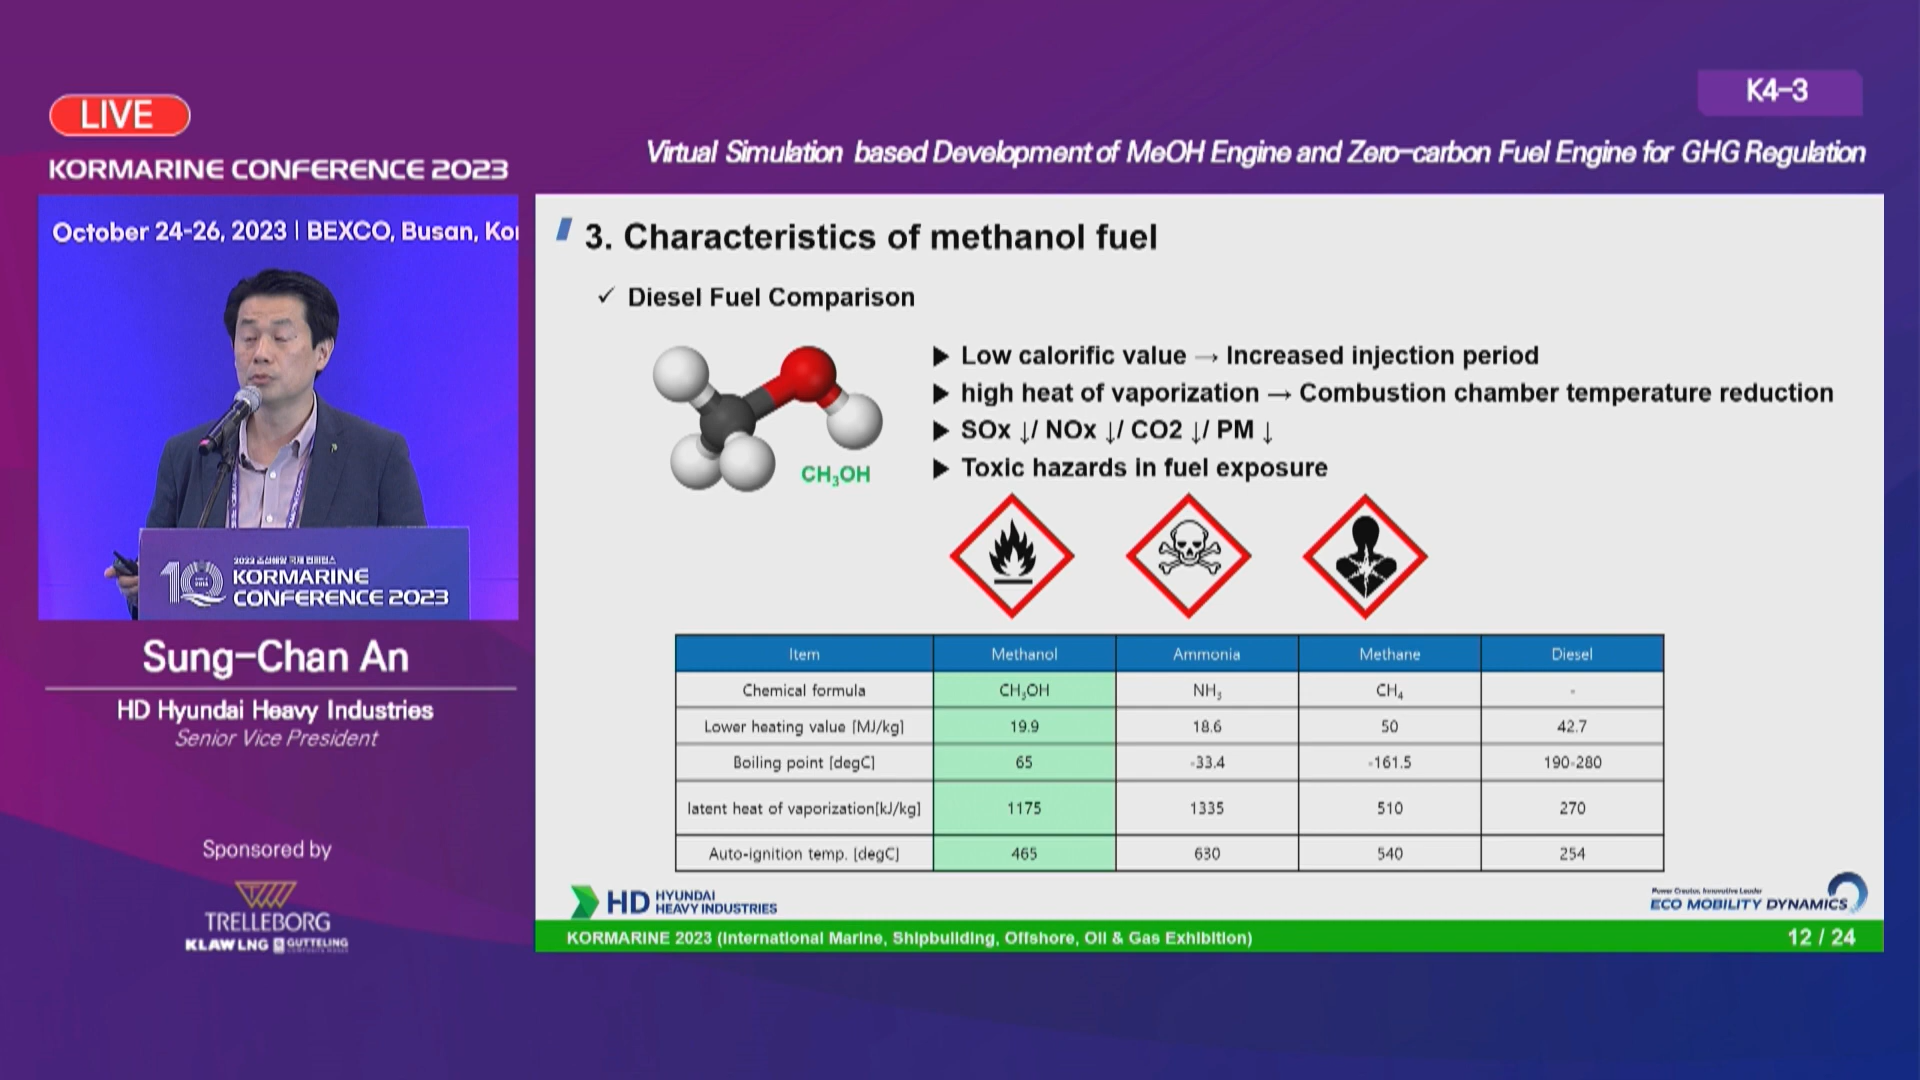 LIVE
KORMARINE CONFERENCE 2023
K4-3
Virtual Simulation based Development of MeOH Engine and Zero-carbon Fuel Engine for GHG Regulation
October 24-26, 2023 | BEXCO, Busan, Kor
KORMARINE
CONFERENCE 2023
Sung-Chan An
HD Hyundai Heavy Industries
Senior Vice President
Sponsored by
TRELLEBORG
KLAW LNG GUTTELING
3. Characteristics of methanol fuel
✓ Diesel Fuel Comparison
CH₃OH
▶ Low calorific value → Increased injection period
▶ high heat of vaporization → Combustion chamber temperature reduction
▶ SOx ↓/ NOx ↓/ CO2 ↓/ PM ↓
▶ Toxic hazards in fuel exposure
Item Methanol Ammonia Methane Diesel
Chemical formula CH₃OH NH₃ CH₄ -
Lower heating value [MJ/kg] 19.9 18.6 50 42.7
Boiling point [degC] 65 -33.4 -161.5 190-280
latent heat of vaporization[kJ/kg] 1175 1335 510 270
Auto-ignition temp. [degC] 465 630 540 254
HD HYUNDAI
HEAVY INDUSTRIES
Power Creator, Innovative Leader
ECO MOBILITY DYNAMICS
KORMARINE 2023 (International Marine, Shipbuilding, Offshore, Oil & Gas Exhibition)
12 / 24